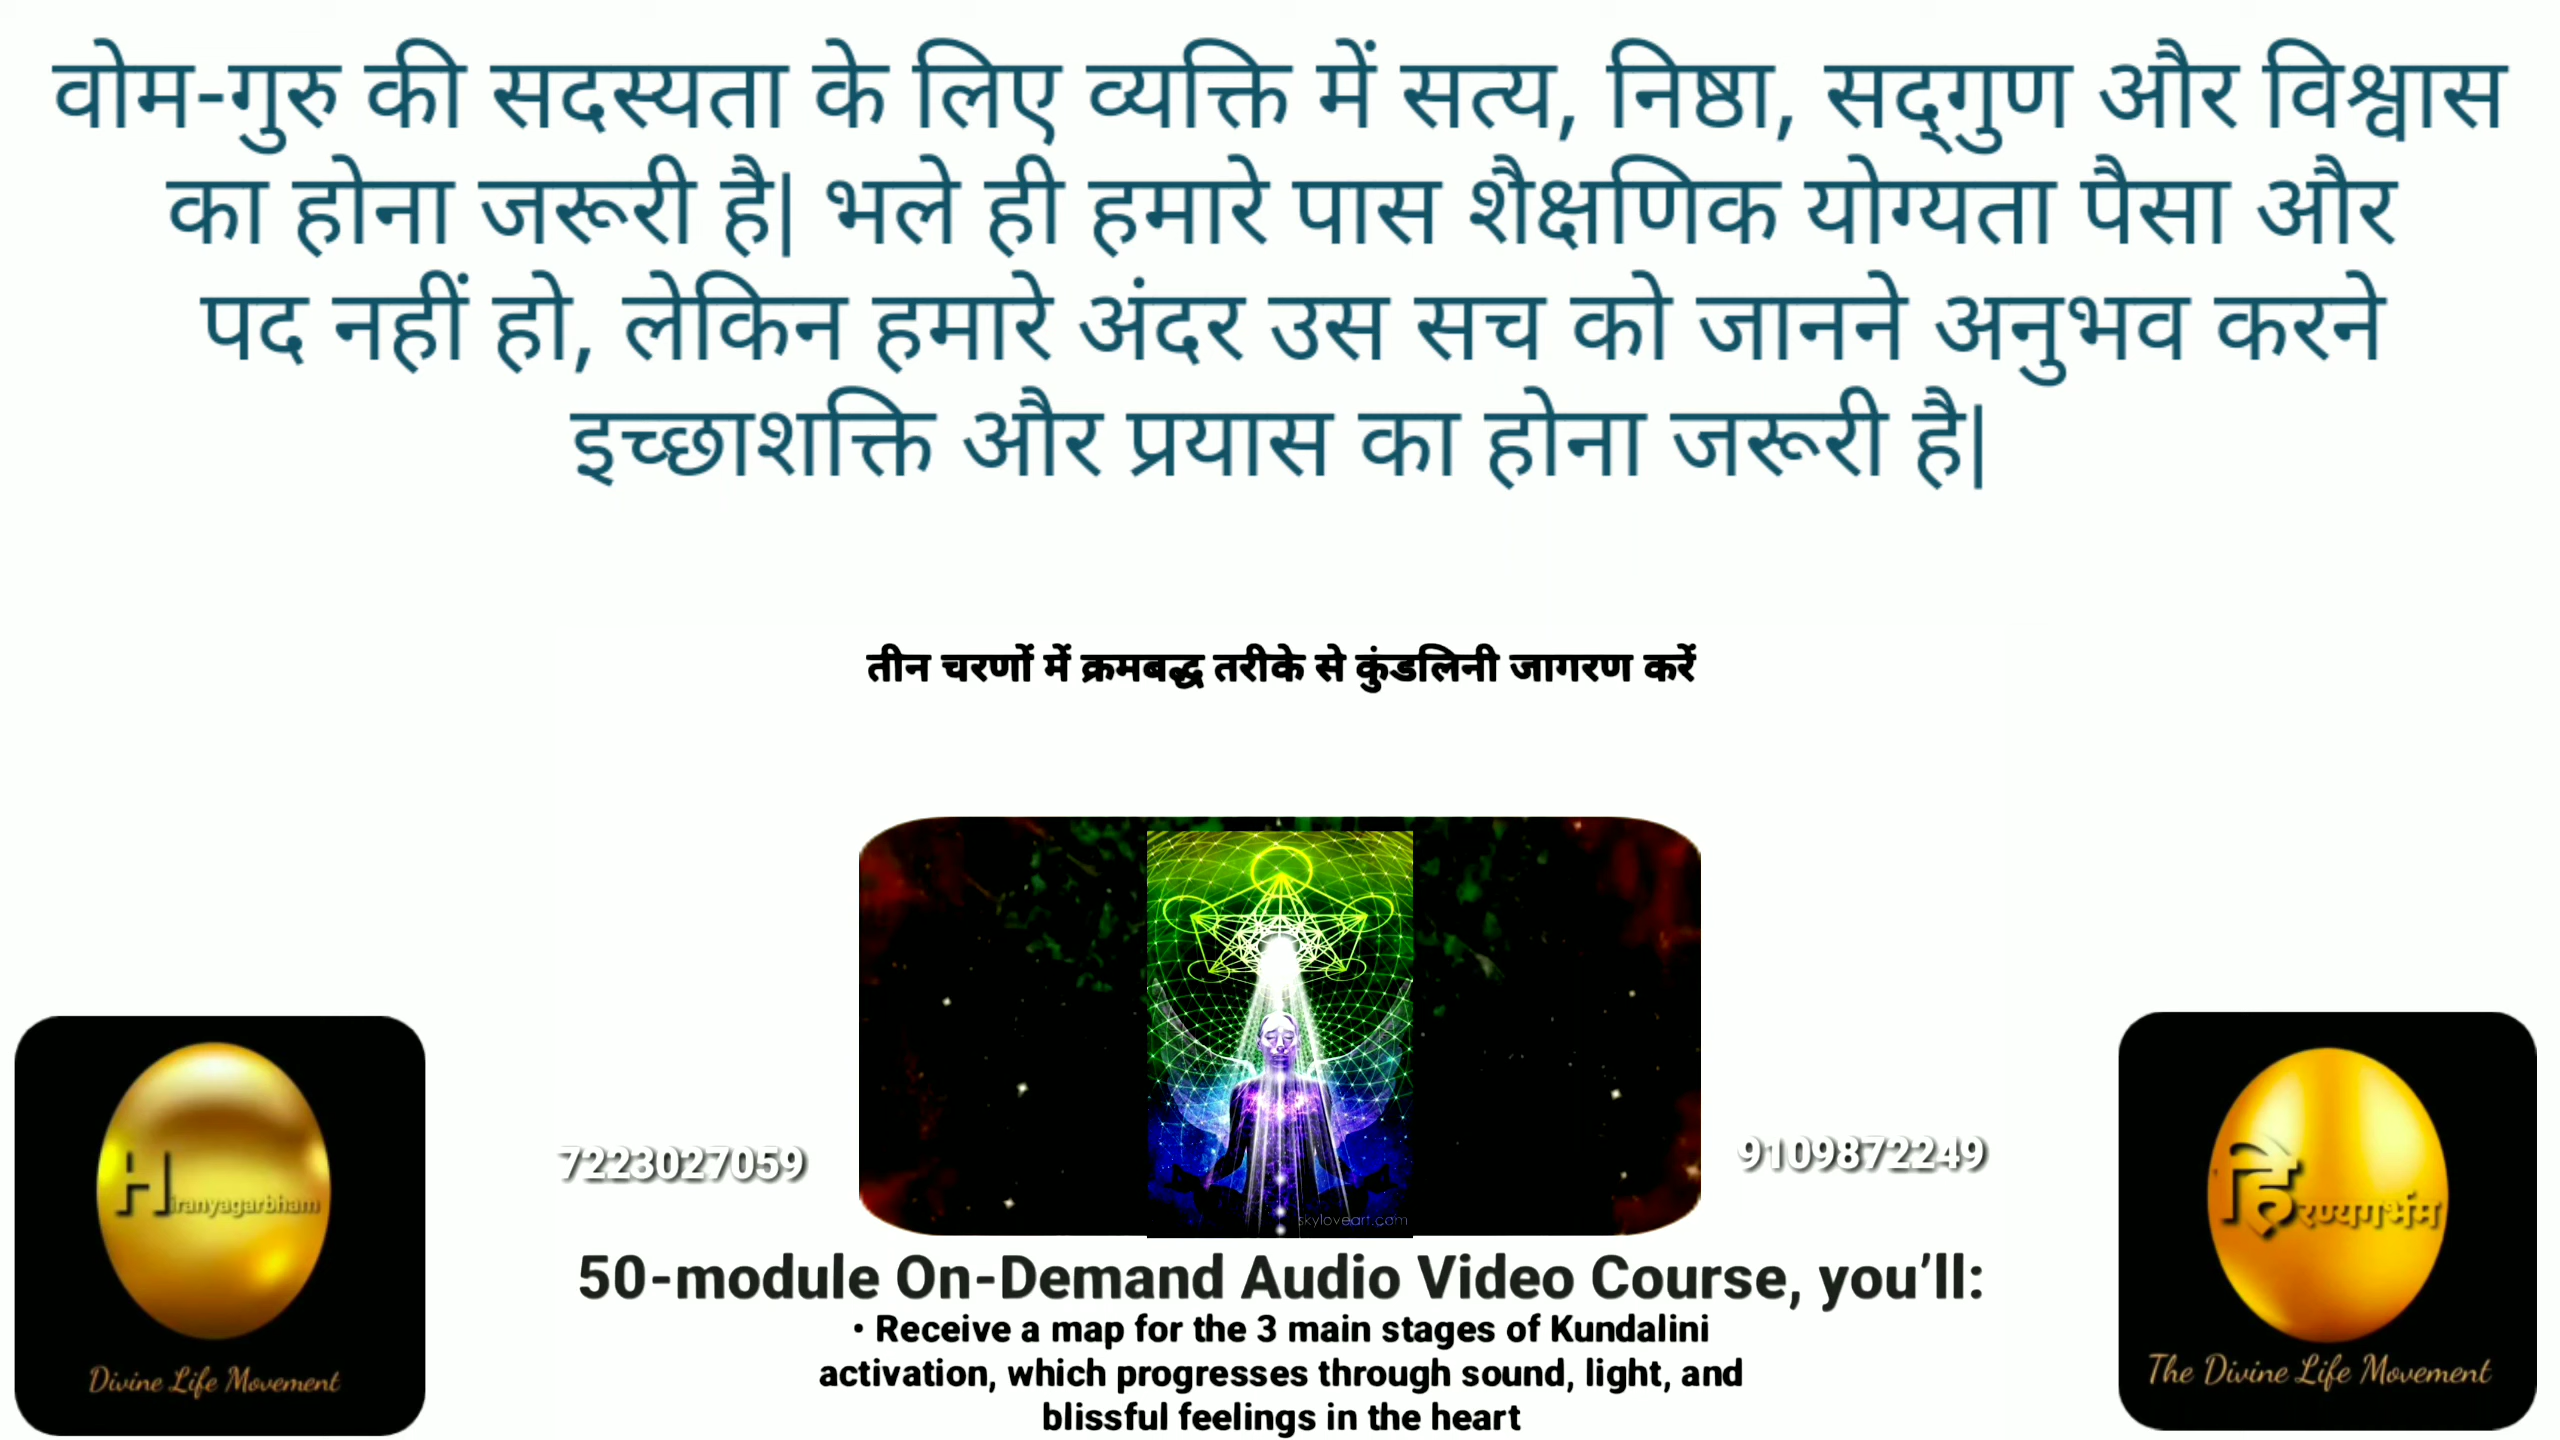 वोम-गुरु की सदस्यता के लिए व्यक्ति में सत्य, निष्ठा, सद्‌गुण और विश्वास
का होना जरूरी है| भले ही हमारे पास शैक्षणिक योग्यता पैसा और
पद नहीं हो, लेकिन हमारे अंदर उस सच को जानने अनुभव करने
इच्छाशक्ति और प्रयास का होना जरूरी है|
तीन चरणों में क्रमबद्ध तरीके से कुंडलिनी जागरण करें
skyloveart.com
7223027059
9109872249
Hiranyagarbham
Divine Life Movement
हिरण्यगर्भम
The Divine Life Movement
50-module On-Demand Audio Video Course, you’ll:
• Receive a map for the 3 main stages of Kundalini
activation, which progresses through sound, light, and
blissful feelings in the heart